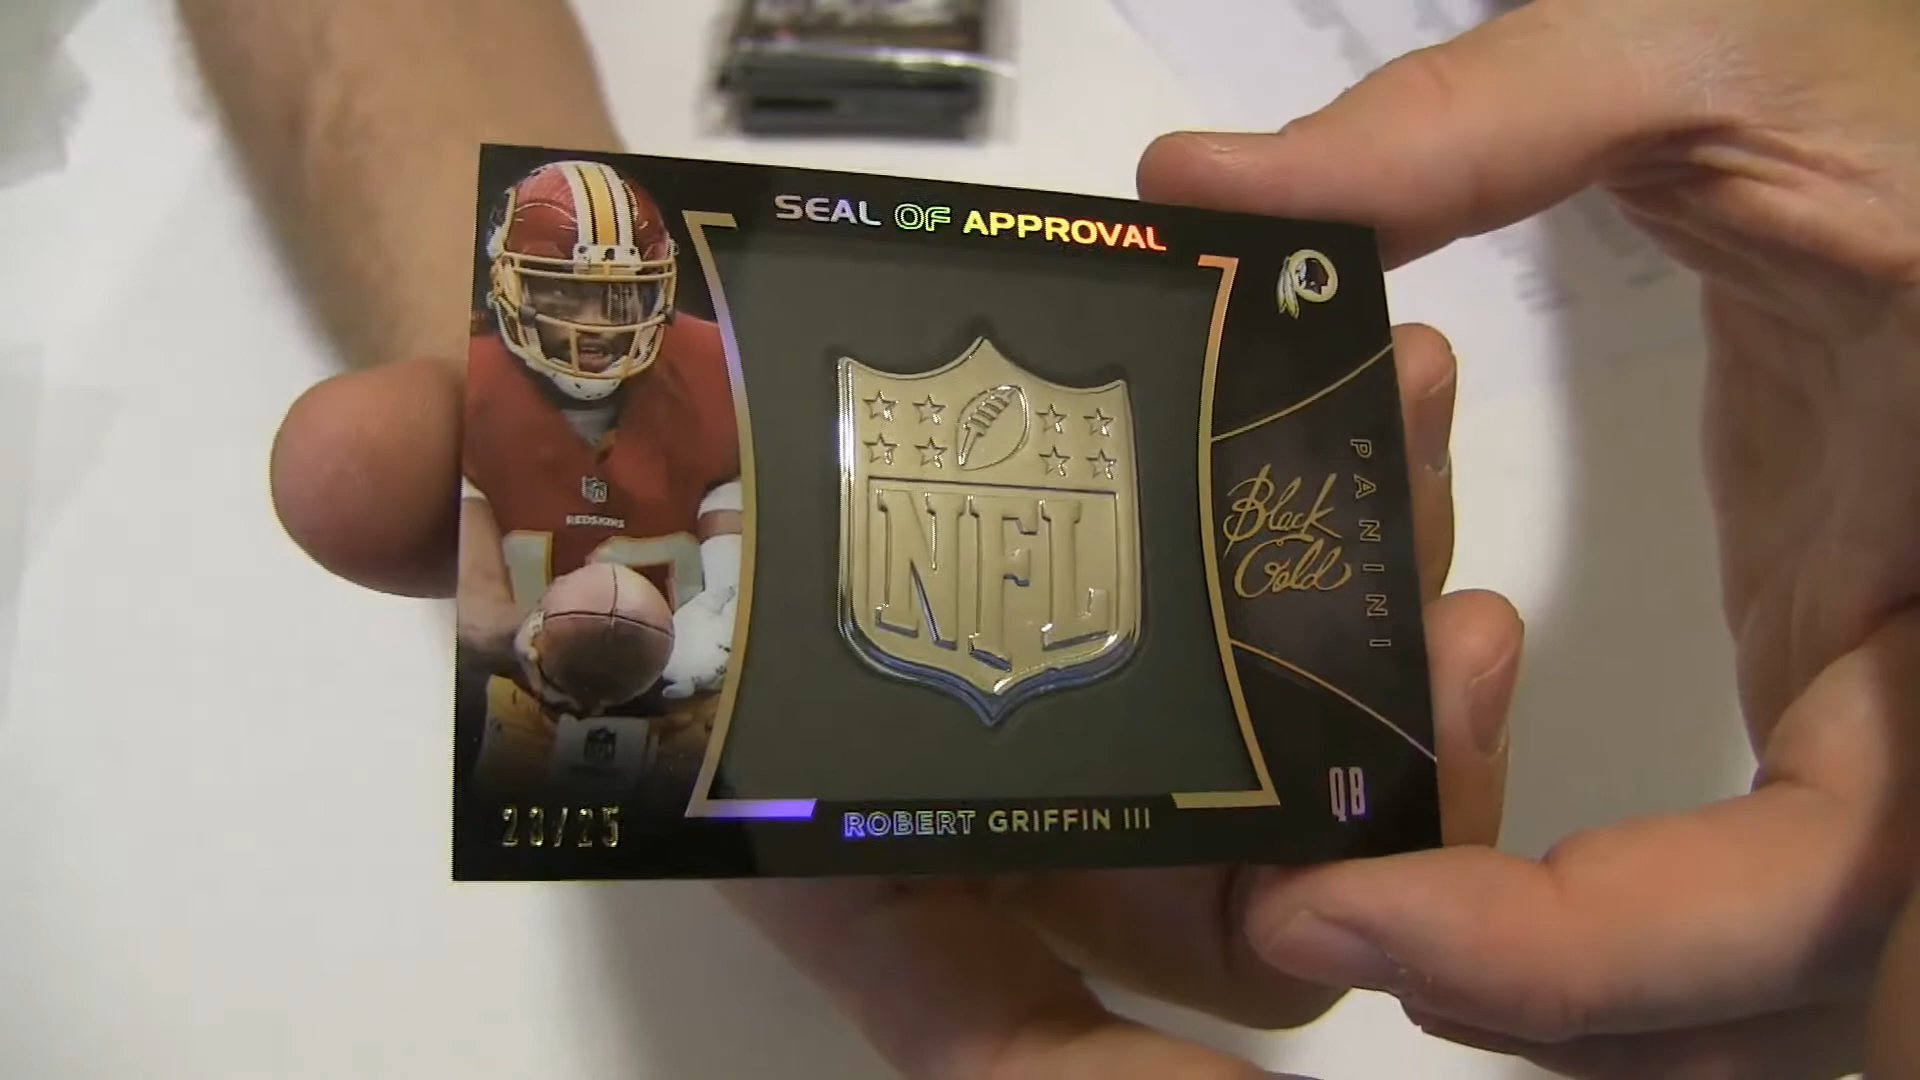 SEAL OF APPROVAL
REDSKINS
NFL
Black
Gold
PANINI
QB
23/25
ROBERT GRIFFIN III